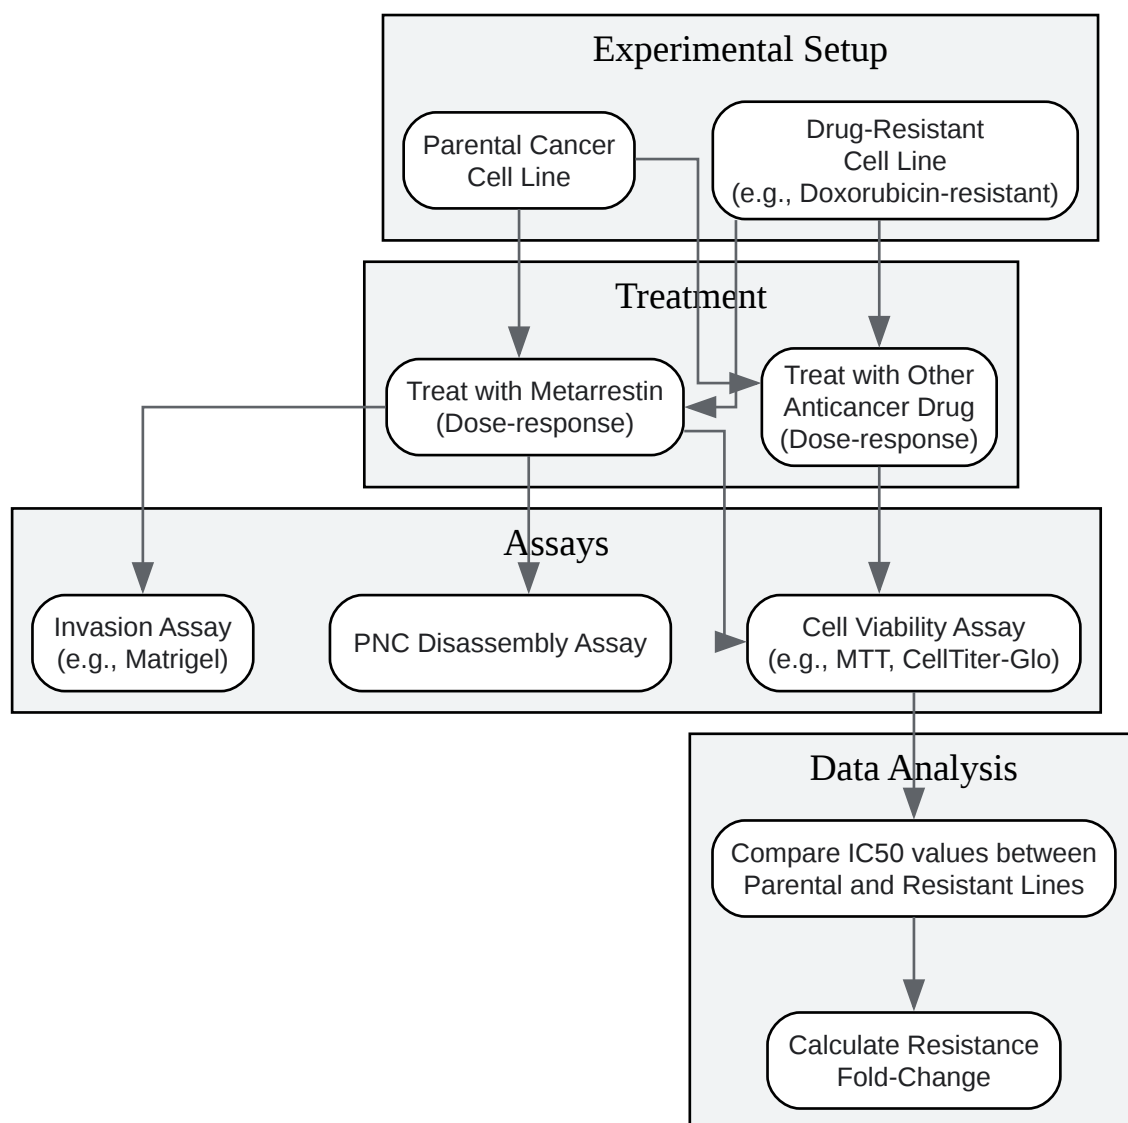 Experimental Setup
Parental Cancer
Cell Line
Drug-Resistant
Cell Line
(e.g., Doxorubicin-resistant)
Treatment
Treat with Metarrestin
(Dose-response)
Treat with Other
Anticancer Drug
(Dose-response)
Assays
Invasion Assay
(e.g., Matrigel)
PNC Disassembly Assay
Cell Viability Assay
(e.g., MTT, CellTiter-Glo)
Data Analysis
Compare IC50 values between
Parental and Resistant Lines
Calculate Resistance
Fold-Change